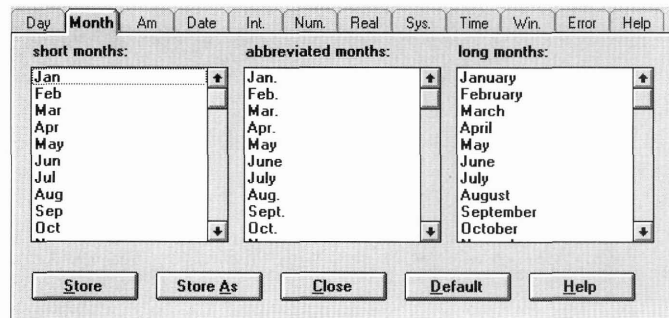 Day Month Am Date Int. Num. Real Sys. Time Win. Error Help
short months: abbreviated months: long months:
Jan Jan. January
Feb Feb. February
Mar Mar. March
Apr Apr. April
May May May
Jun June June
Jul July July
Aug Aug. August
Sep Sept. September
Oct Oct. October
Store Store As Close Default Help